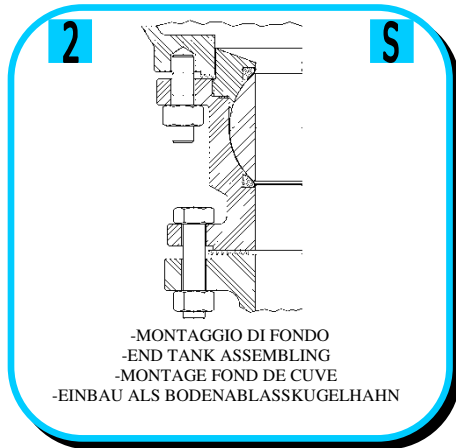 2 S
-MONTAGGIO DI FONDO
-END TANK ASSEMBLING
-MONTAGE FOND DE CUVE
-EINBAU ALS BODENABLASSKUGELHAHN